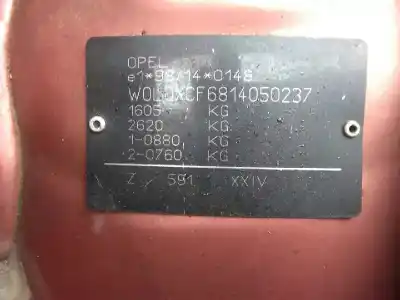 OPEL
e1*98/14*0148
W0L0XCF6814050237
1605 KG
2620 KG
1-0880 KG
2-0760 KG
Z 591 XXIV